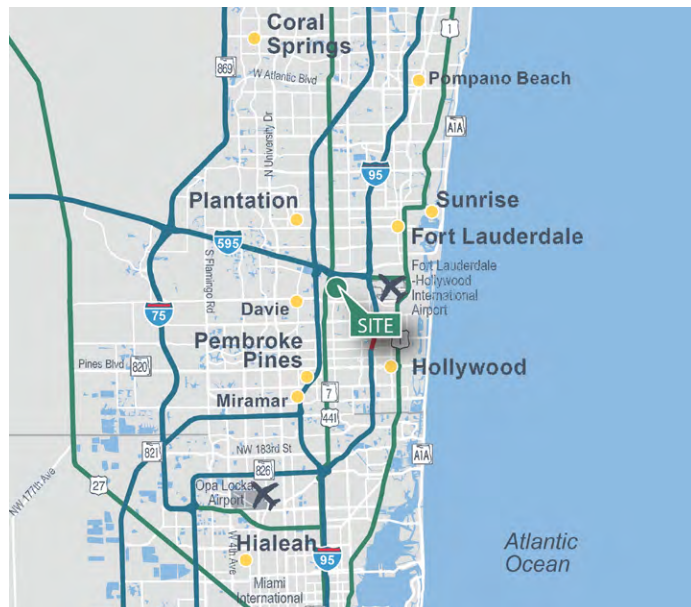 Coral
Springs
1
869
W Atlantic Blvd
Pompano Beach
N University Dr
A1A
95
Plantation
Sunrise
595
Fort Lauderdale
S Flamingo Rd
Fort Lauderdale
-Hollywood
International
Airport
75
Davie
SITE
1
Pembroke
Pines
Pines Blvd
820
Hollywood
Miramar
7
441
NW 183rd St
821
A1A
826
NW 177th Ave
27
Opa Locka
Airport
W 4th Ave
Hialeah
95
Atlantic
Ocean
Miami
International